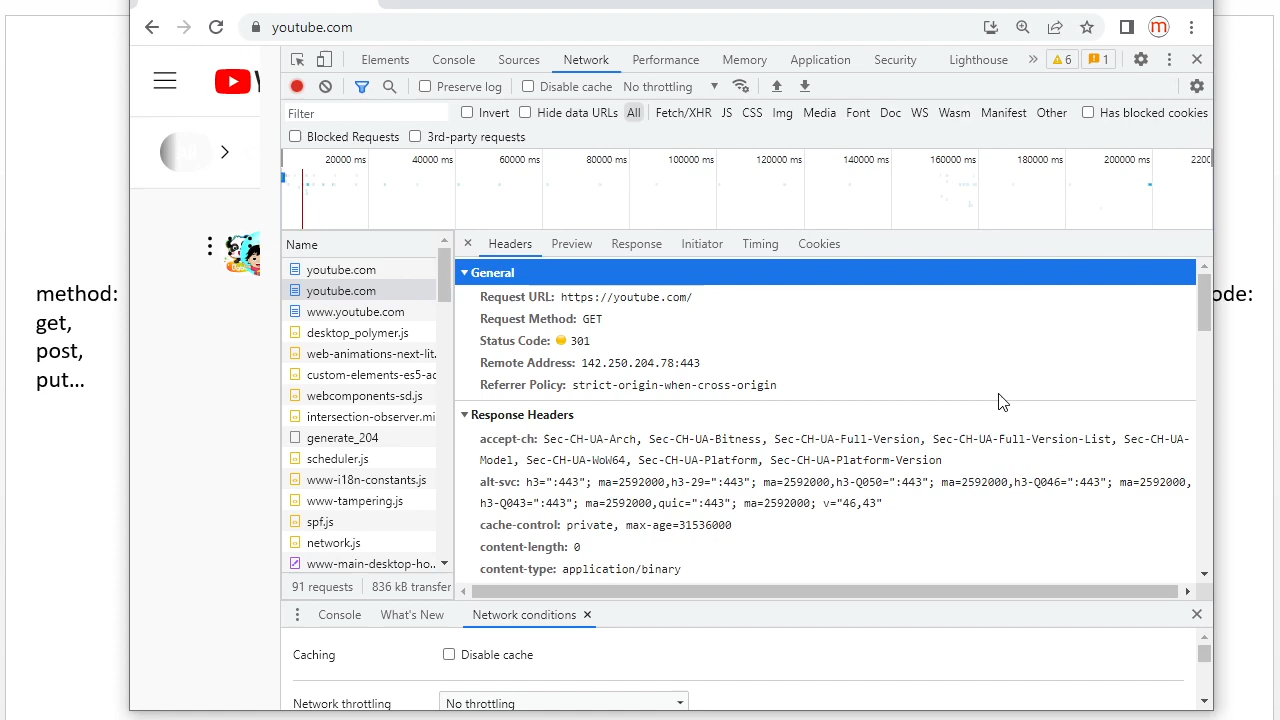 youtube.com
Elements Console Sources Network Performance Memory Application Security Lighthouse » 6 1
Preserve log Disable cache No throttling
Filter Invert Hide data URLs All Fetch/XHR JS CSS Img Media Font Doc WS Wasm Manifest Other Has blocked cookies
Blocked Requests 3rd-party requests
All
20000 ms 40000 ms 60000 ms 80000 ms 100000 ms 120000 ms 140000 ms 160000 ms 180000 ms 200000 ms 2200
Name
youtube.com
youtube.com
www.youtube.com
desktop_polymer.js
web-animations-next-lit.
custom-elements-es5-ac
webcomponents-sd.js
intersection-observer.mi
generate_204
scheduler.js
www-i18n-constants.js
www-tampering.js
spf.js
network.js
www-main-desktop-ho...
91 requests 836 kB transfer
Headers Preview Response Initiator Timing Cookies
General
Request URL: https://youtube.com/
Request Method: GET
Status Code: 301
Remote Address: 142.250.204.78:443
Referrer Policy: strict-origin-when-cross-origin
Response Headers
accept-ch: Sec-CH-UA-Arch, Sec-CH-UA-Bitness, Sec-CH-UA-Full-Version, Sec-CH-UA-Full-Version-List, Sec-CH-UA-
Model, Sec-CH-UA-WoW64, Sec-CH-UA-Platform, Sec-CH-UA-Platform-Version
alt-svc: h3=":443"; ma=2592000,h3-29=":443"; ma=2592000,h3-Q050=":443"; ma=2592000,h3-Q046=":443"; ma=2592000,
h3-Q043=":443"; ma=2592000,quic=":443"; ma=2592000; v="46,43"
cache-control: private, max-age=31536000
content-length: 0
content-type: application/binary
Console What's New Network conditions
Caching Disable cache
Network throttling No throttling
method:
get,
post,
put...
ode: